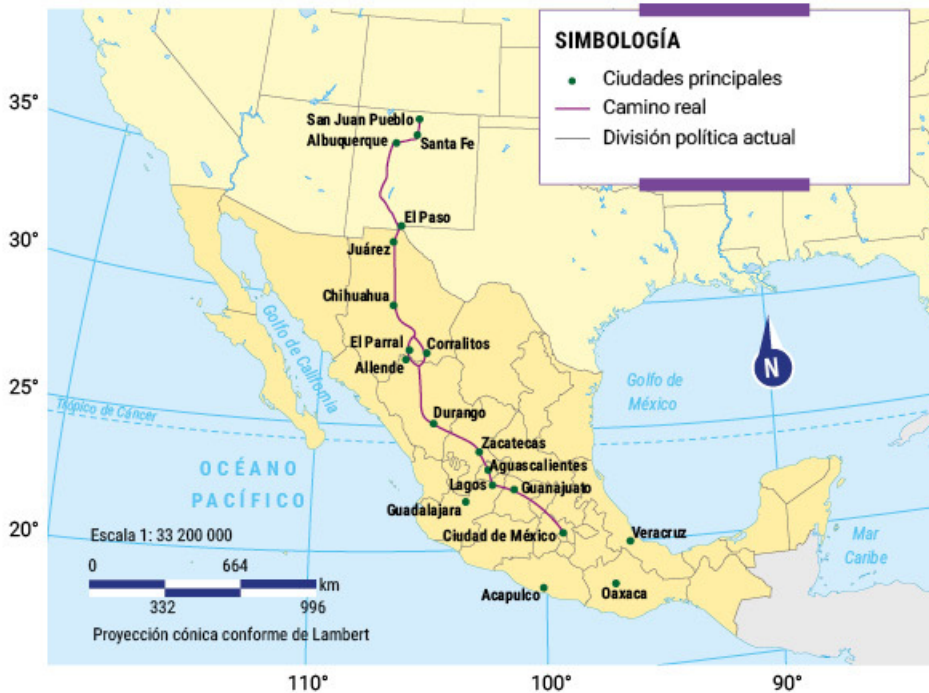 SIMBOLOGÍA
Ciudades principales
Camino real
División política actual
35°
30°
25°
20°
San Juan Pueblo
Albuquerque
Santa Fe
El Paso
Juárez
Chihuahua
El Parral
Corralitos
Allende
Golfo de California
Golfo de
México
N
Trópico de Cáncer
Durango
Zacatecas
Aguascalientes
Lagos
Guanajuato
Guadalajara
Ciudad de México
Veracruz
Acapulco
Oaxaca
OCÉANO
PACÍFICO
Mar
Caribe
Escala 1: 33 200 000
0 664
km
332 996
Proyección cónica conforme de Lambert
110° 100° 90°